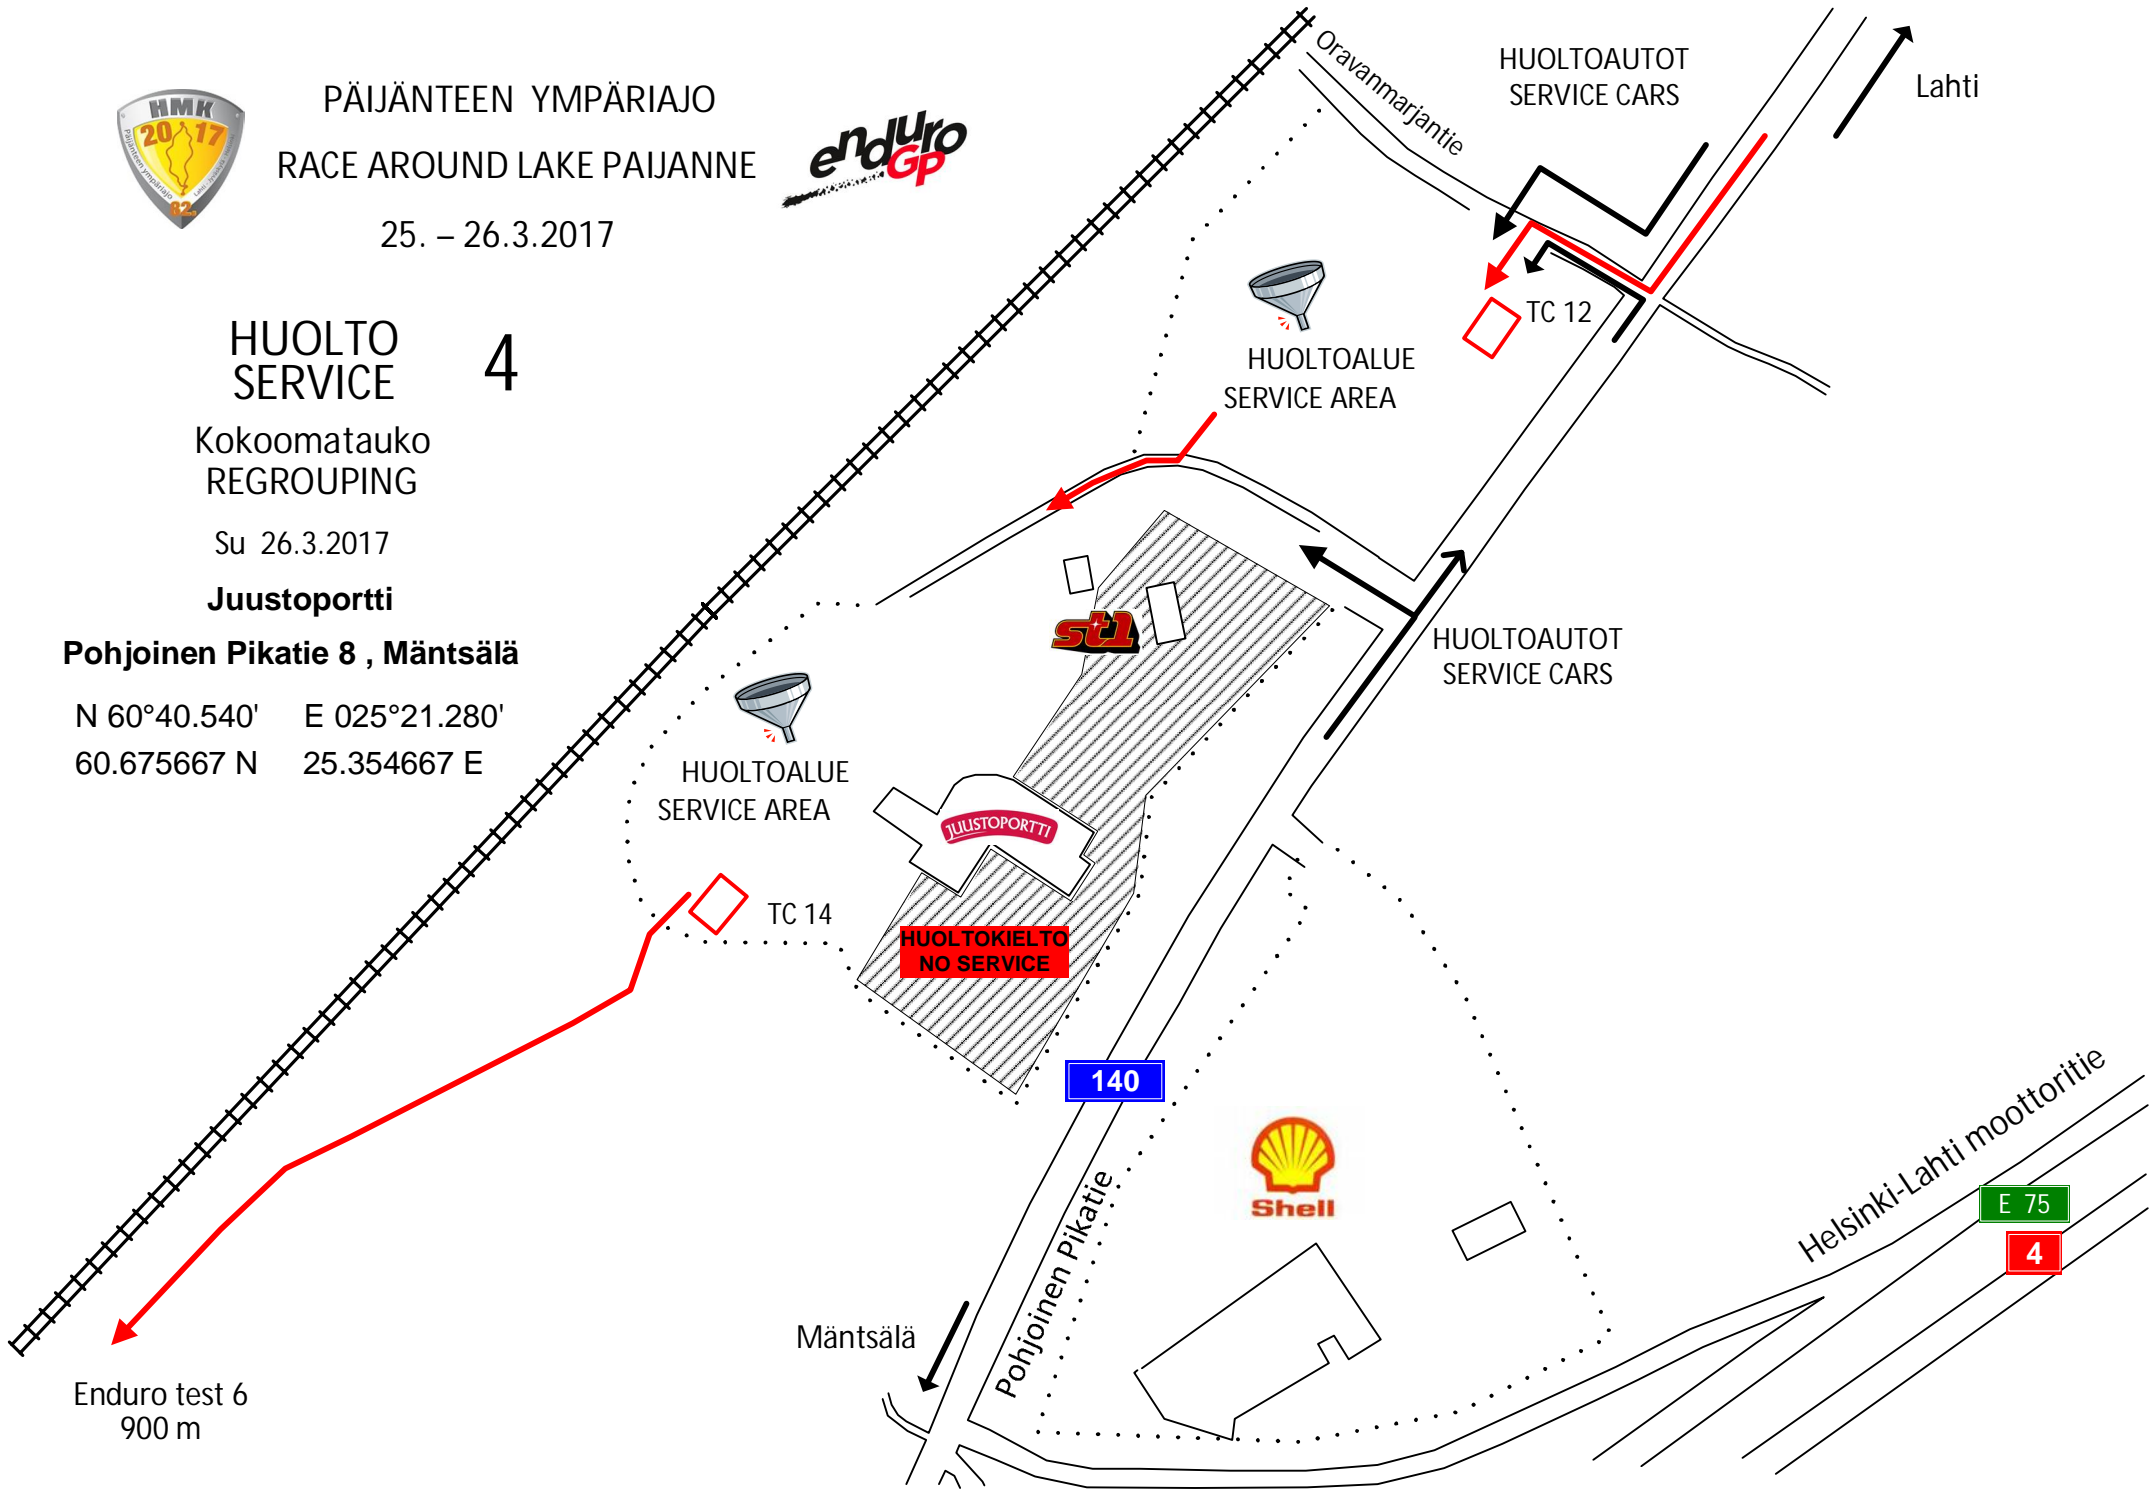 HMK
2017
Päijänteen ympäriajo
82.
PÄIJÄNTEEN YMPÄRIAJO
RACE AROUND LAKE PAIJANNE
25. – 26.3.2017
enduro
GP
HUOLTO
SERVICE
4
Kokoomatauko
REGROUPING
Su 26.3.2017
Juustoportti
Pohjoinen Pikatie 8 , Mäntsälä
N 60°40.540' E 025°21.280'
60.675667 N 25.354667 E
Oravanmarjantie
HUOLTOAUTOT
SERVICE CARS
Lahti
TC 12
HUOLTOALUE
SERVICE AREA
st1
HUOLTOAUTOT
SERVICE CARS
HUOLTOALUE
SERVICE AREA
JUUSTOPORTTI
TC 14
HUOLTOKIELTO
NO SERVICE
140
Shell
Pohjoinen Pikatie
Helsinki-Lahti moottoritie
E 75
4
Mäntsälä
Enduro test 6
900 m